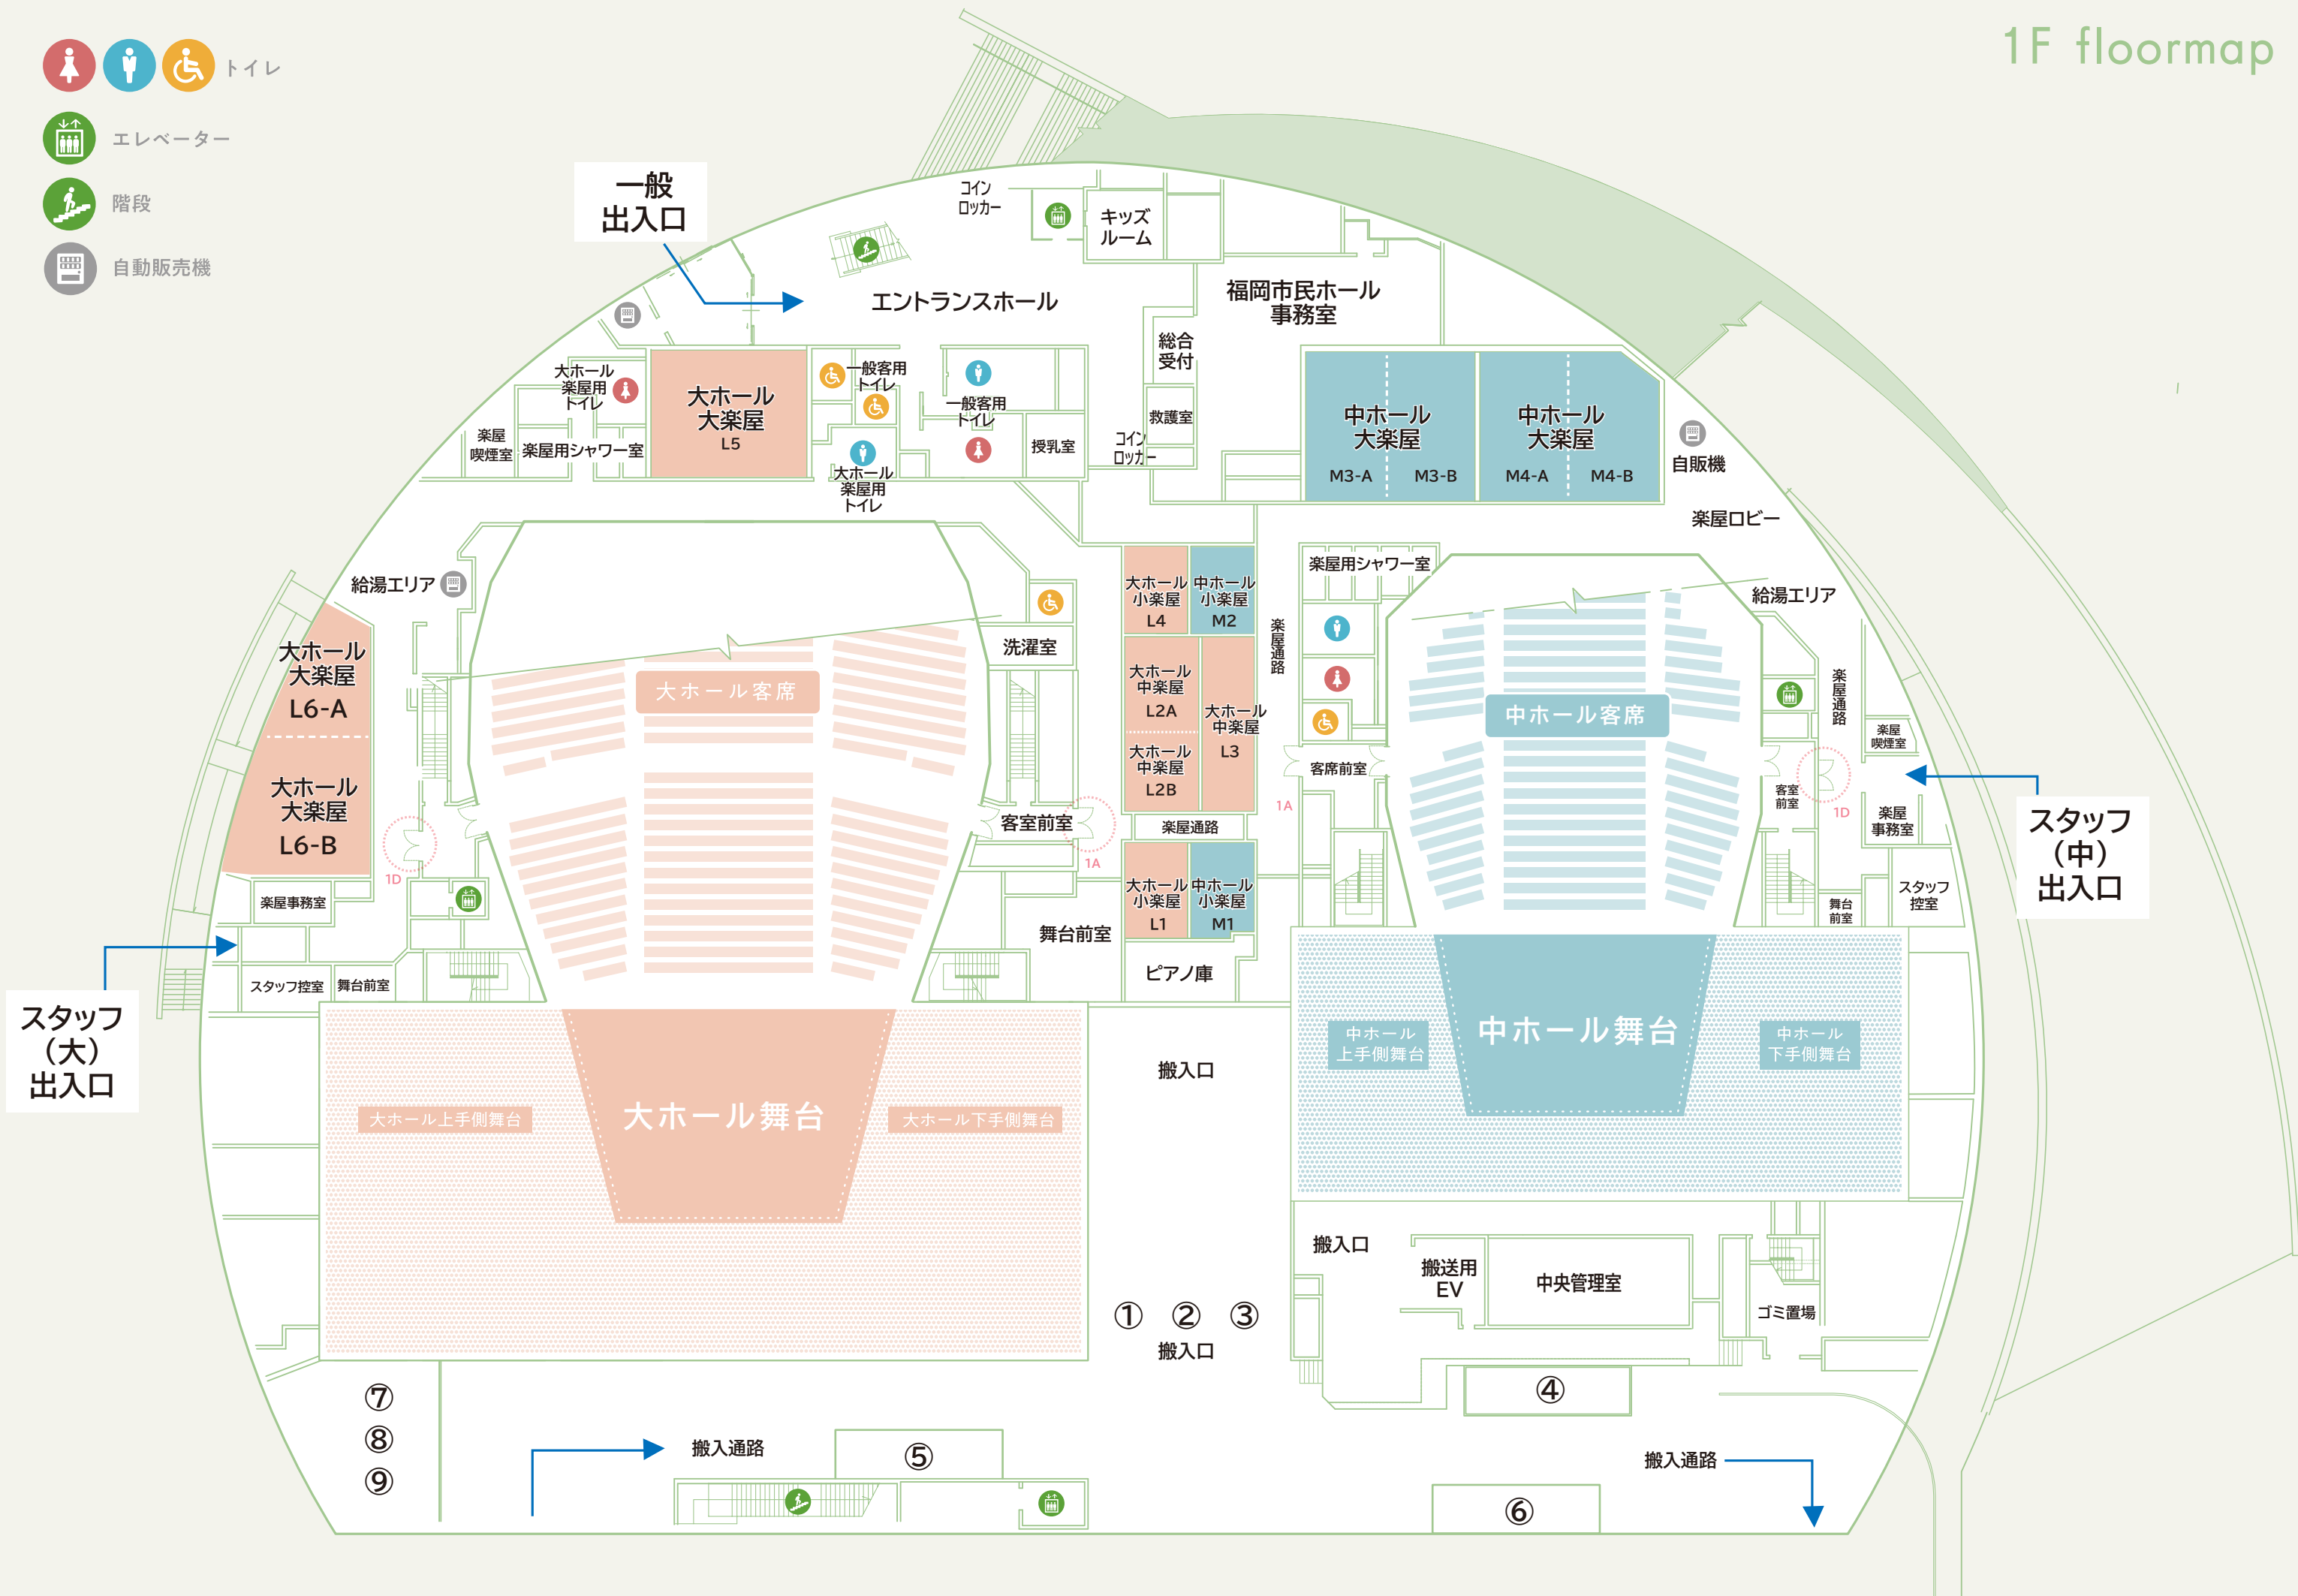 1F floormap
トイレ
エレベーター
階段
自動販売機
一般
出入口
コイン
ロッカー
キッズ
ルーム
エントランスホール
福岡市民ホール
事務室
総合
受付
救護室
コイン
ロッカー
大ホール
楽屋用
トイレ
楽屋
喫煙室
楽屋用シャワー室
大ホール
大楽屋
L5
一般客用
トイレ
大ホール
楽屋用
トイレ
一般客用
トイレ
授乳室
中ホール
大楽屋
M3-A
M3-B
中ホール
大楽屋
M4-A
M4-B
自販機
楽屋ロビー
給湯エリア
大ホール
大楽屋
L6-A
大ホール
大楽屋
L6-B
大ホール客席
洗濯室
大ホール
小楽屋
L4
中ホール
小楽屋
M2
大ホール
中楽屋
L2A
大ホール
中楽屋
L2B
大ホール
中楽屋
L3
楽屋通路
楽屋通路
楽屋用シャワー室
中ホール客席
給湯エリア
楽屋通路
楽屋
喫煙室
客席前室
1A
客室
前室
1D
楽屋
事務室
スタッフ
（中）
出入口
客室前室
1A
1D
楽屋事務室
大ホール
小楽屋
L1
中ホール
小楽屋
M1
舞台前室
ピアノ庫
舞台
前室
スタッフ
控室
スタッフ控室
舞台前室
スタッフ
（大）
出入口
大ホール上手側舞台
大ホール舞台
大ホール下手側舞台
搬入口
中ホール
上手側舞台
中ホール舞台
中ホール
下手側舞台
搬入口
搬送用
EV
中央管理室
ゴミ置場
① ② ③
搬入口
④
⑦
⑧
⑨
搬入通路
⑤
搬入通路
⑥